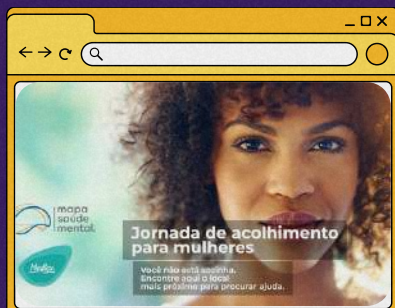 mapa
saúde
mental.
Jornada de acolhimento
para mulheres
Você não está sozinha.
Encontre aqui o local
mais próximo para procurar ajuda.